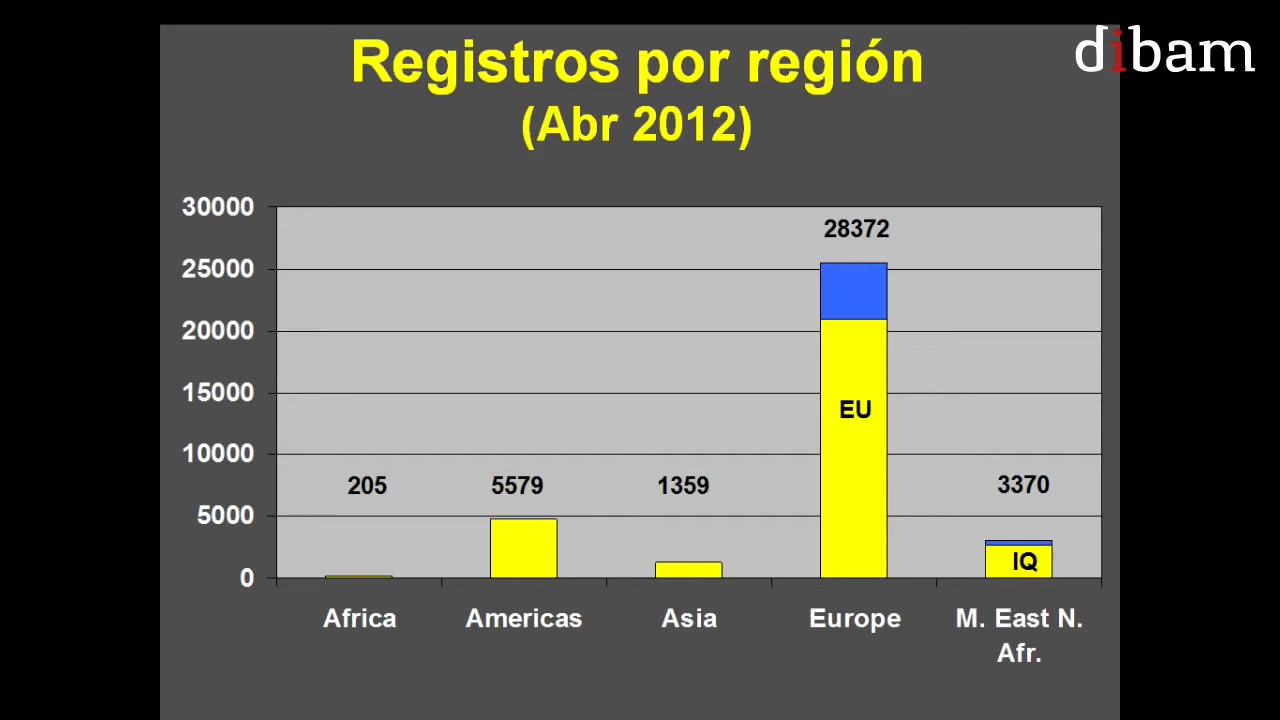 dibam
Registros por región
(Abr 2012)
30000
25000
20000
15000
10000
5000
0
205
5579
1359
28372
3370
EU
IQ
Africa
Americas
Asia
Europe
M. East N.
Afr.